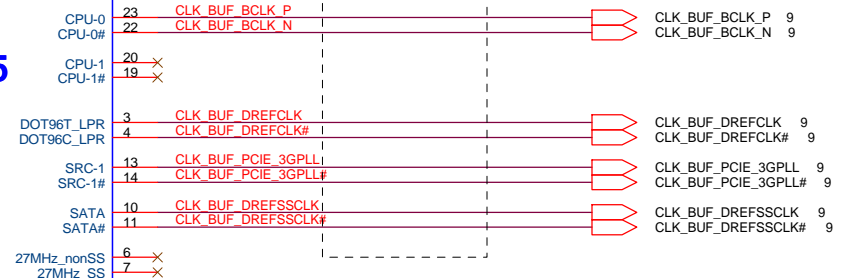 CPU-0 23 CLK_BUF_BCLK_P CLK_BUF_BCLK_P 9
CPU-0# 22 CLK_BUF_BCLK_N CLK_BUF_BCLK_N 9
5
CPU-1 20
CPU-1# 19
DOT96T_LPR 3 CLK_BUF_DREFCLK CLK_BUF_DREFCLK 9
DOT96C_LPR 4 CLK_BUF_DREFCLK# CLK_BUF_DREFCLK# 9
SRC-1 13 CLK_BUF_PCIE_3GPLL CLK_BUF_PCIE_3GPLL 9
SRC-1# 14 CLK_BUF_PCIE_3GPLL# CLK_BUF_PCIE_3GPLL# 9
SATA 10 CLK_BUF_DREFSSCLK CLK_BUF_DREFSSCLK 9
SATA# 11 CLK_BUF_DREFSSCLK# CLK_BUF_DREFSSCLK# 9
27MHz_nonSS 6
27MHz_SS 7